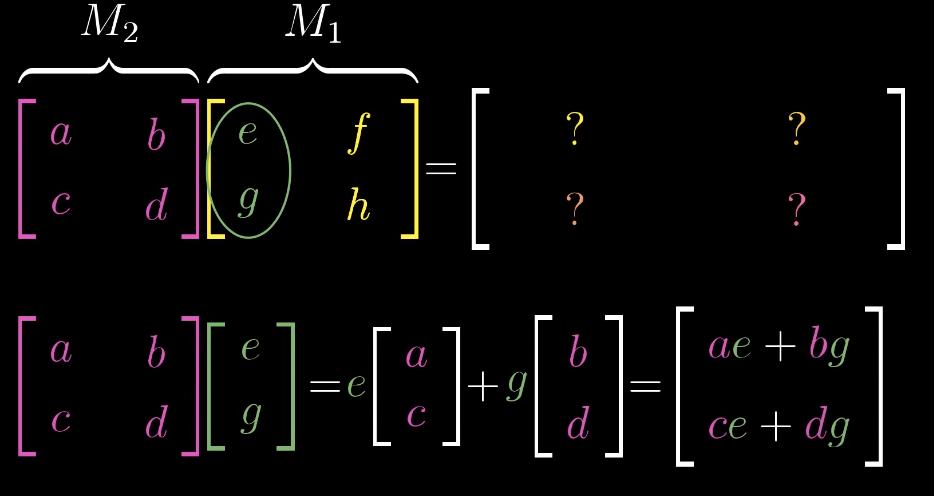 M₂ M₁
[a b; c d] [e f; g h] = [? ?; ? ?]
[a b; c d] [e; g] = e [a; c] + g [b; d] = [ae + bg; ce + dg]